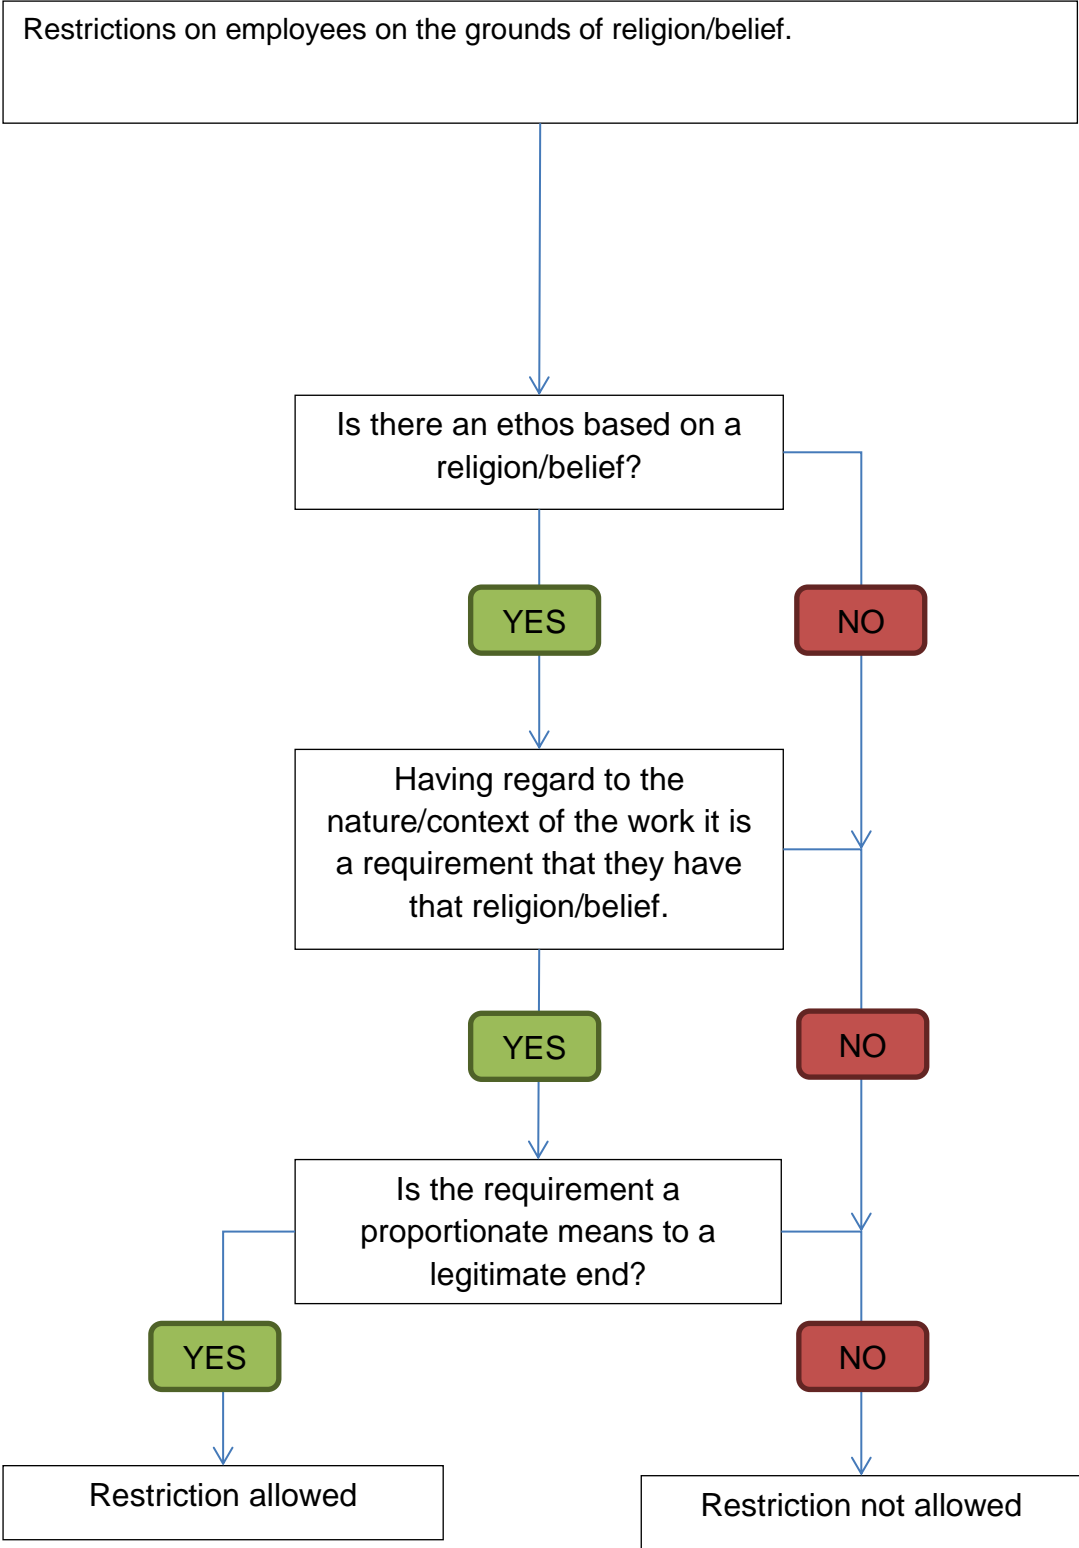 Restrictions on employees on the grounds of religion/belief.
Is there an ethos based on a
religion/belief?
YES
NO
Having regard to the
nature/context of the work it is
a requirement that they have
that religion/belief.
YES
NO
Is the requirement a
proportionate means to a
legitimate end?
YES
NO
Restriction allowed
Restriction not allowed